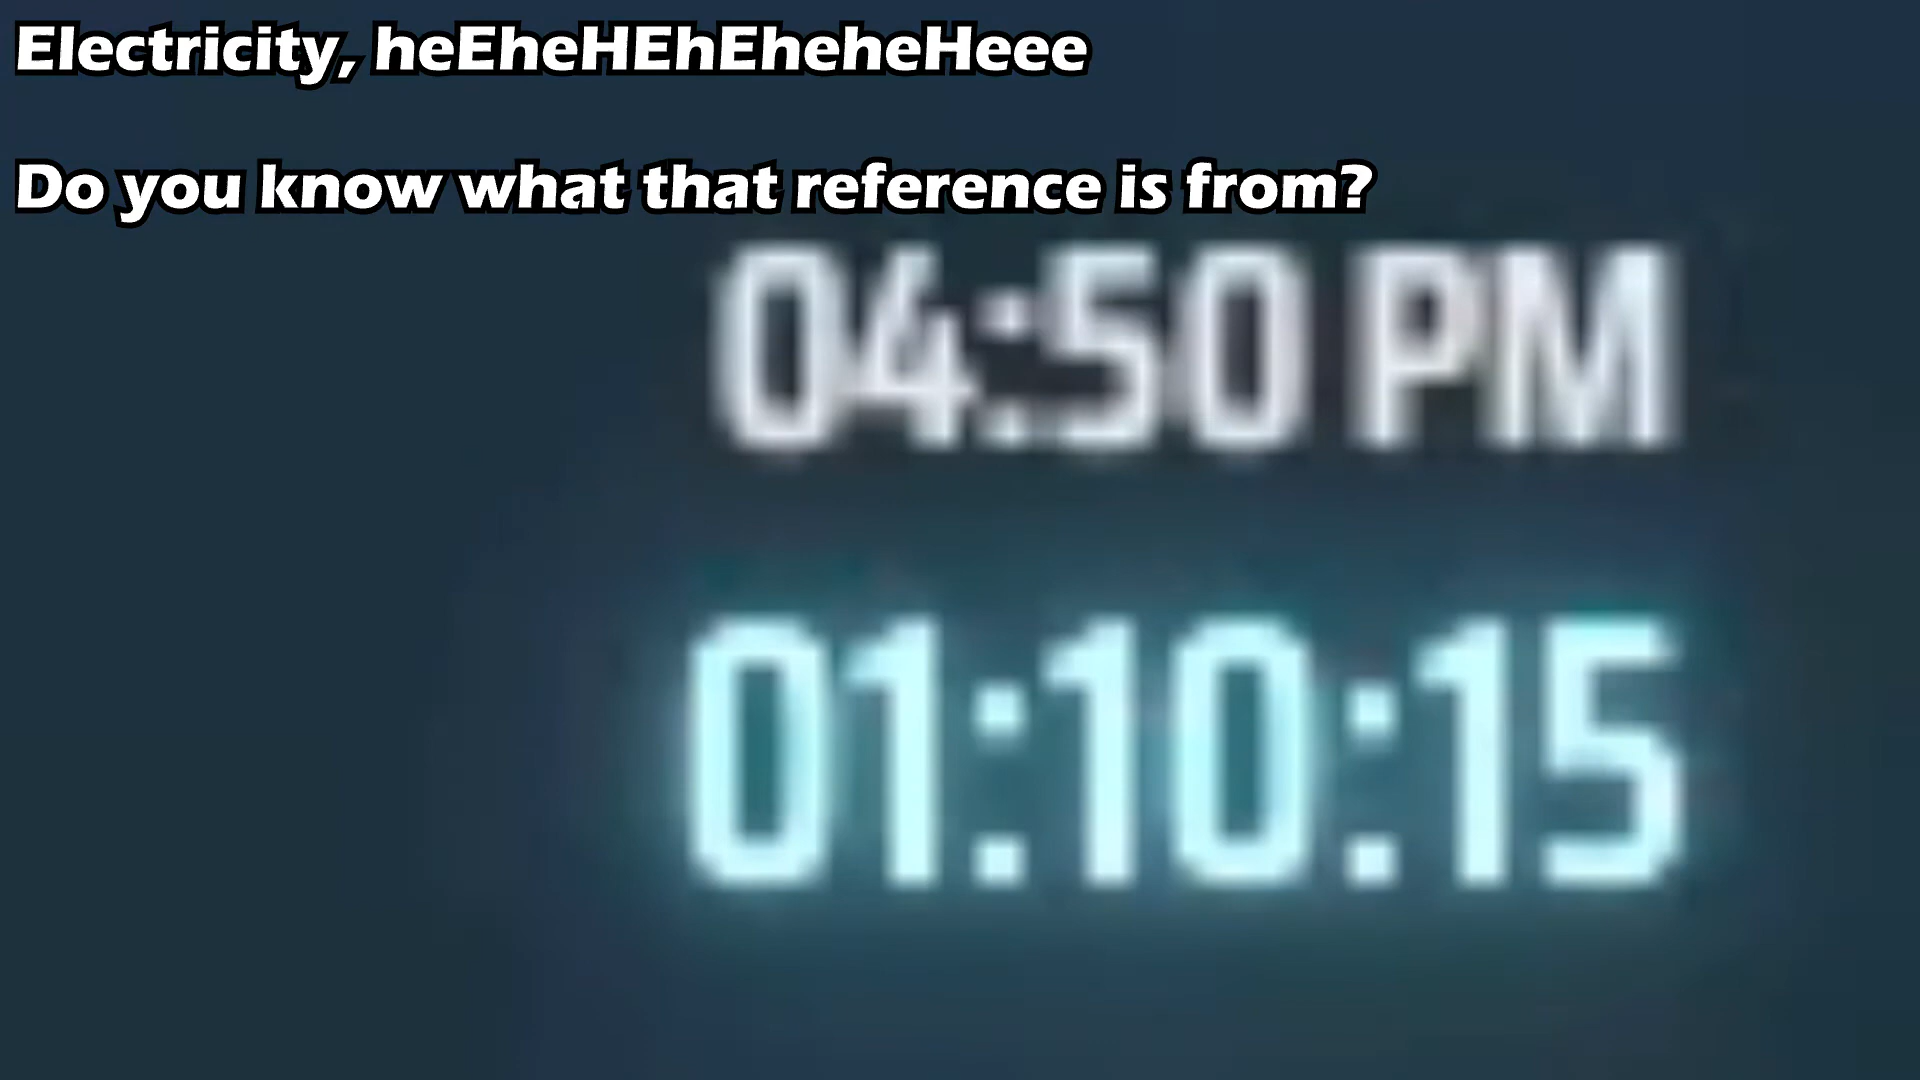 Electricity, heEheHEhEheheHeee
Do you know what that reference is from?
04:50 PM
01:10:15